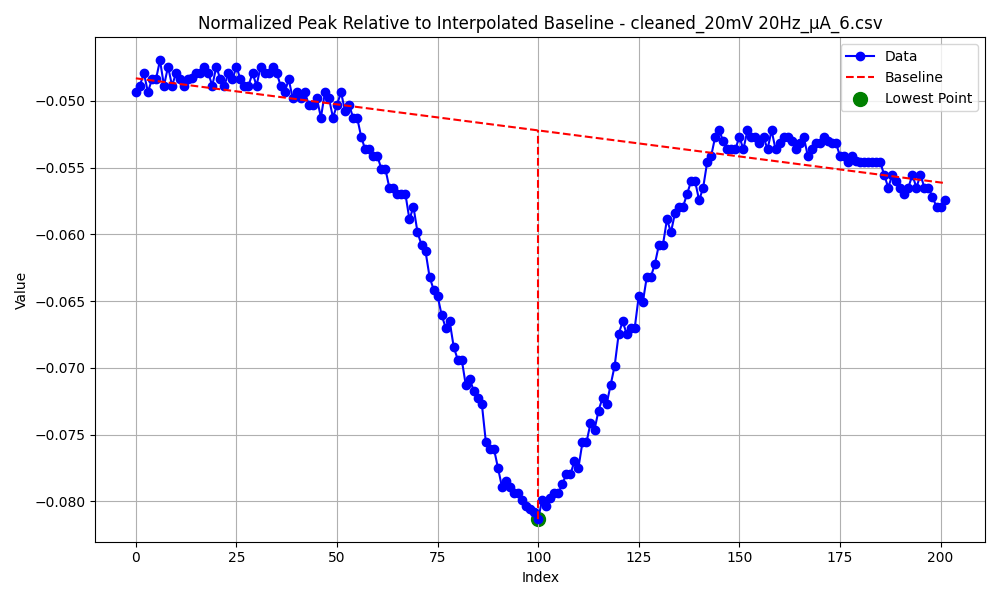 Normalized Peak Relative to Interpolated Baseline - cleaned_20mV 20Hz_μA_6.csv
Data
Baseline
Lowest Point
−0.050
−0.055
−0.060
−0.065
−0.070
−0.075
−0.080
Value
0 25 50 75 100 125 150 175 200
Index